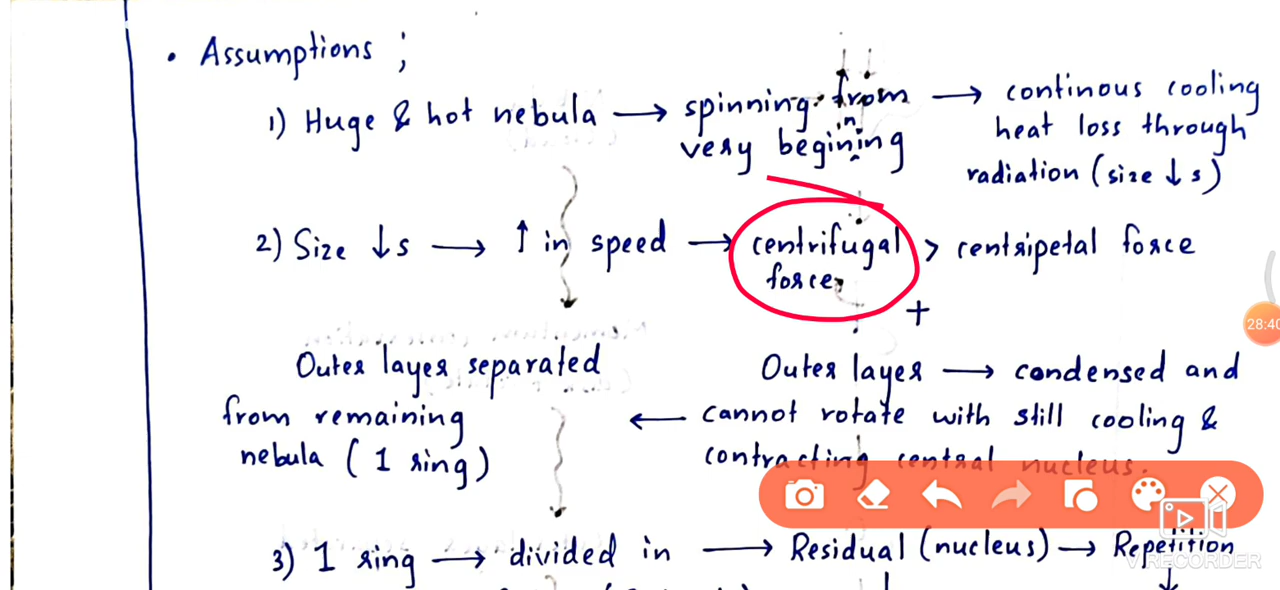 • Assumptions ;
1) Huge & hot nebula → spinning from → continous cooling
in
very begining
heat loss through
radiation (size ↓ s)
2) Size ↓s → ↑ in speed → centrifugal > centripetal force
force
+
Outer layer separated
from remaining
nebula ( 1 ring )
Outer layer → condensed and
← cannot rotate with still cooling &
contracting central nucleus.
28:40
3) 1 ring → divided in → Residual (nucleus) → Repetition
↓
V RECORDER